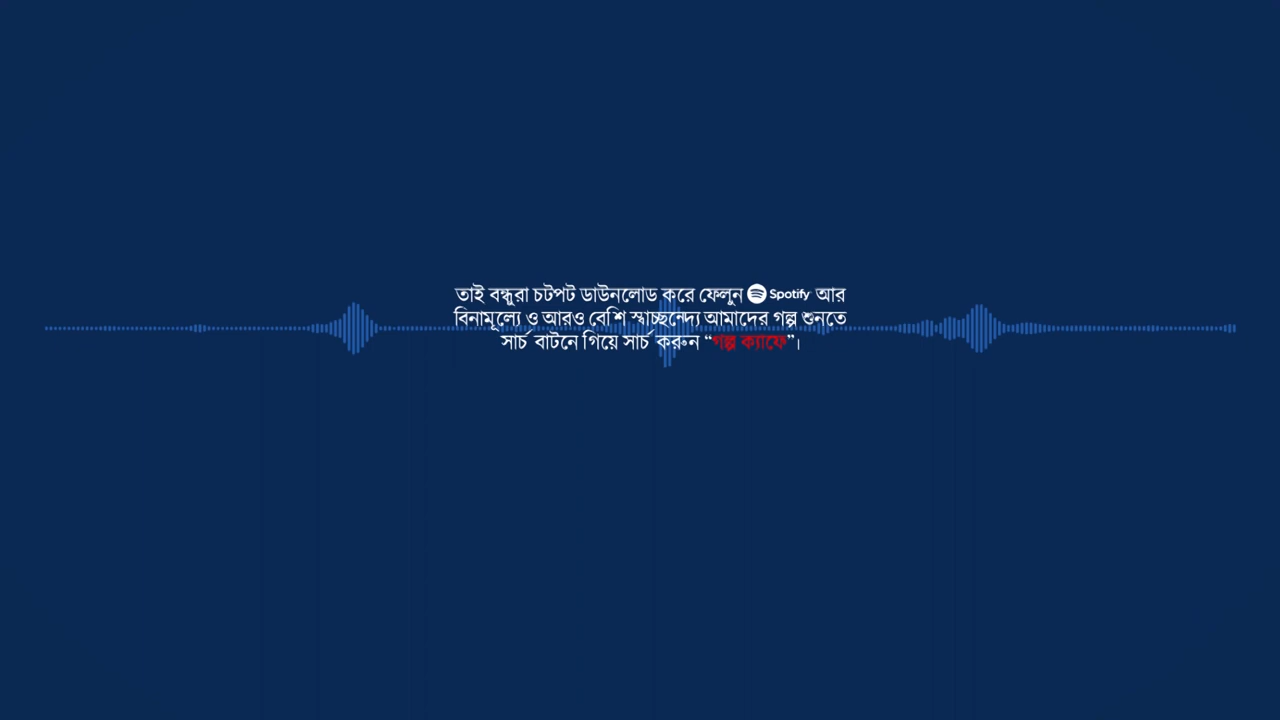 তাই বন্ধুরা চটপট ডাউনলোড করে ফেলুন Spotify আর
বিনামূল্যে ও আরও বেশি স্বাচ্ছন্দ্যে আমাদের গল্প শুনতে
সার্চ বাটনে গিয়ে সার্চ করুন “গল্প ক্যাফে”।